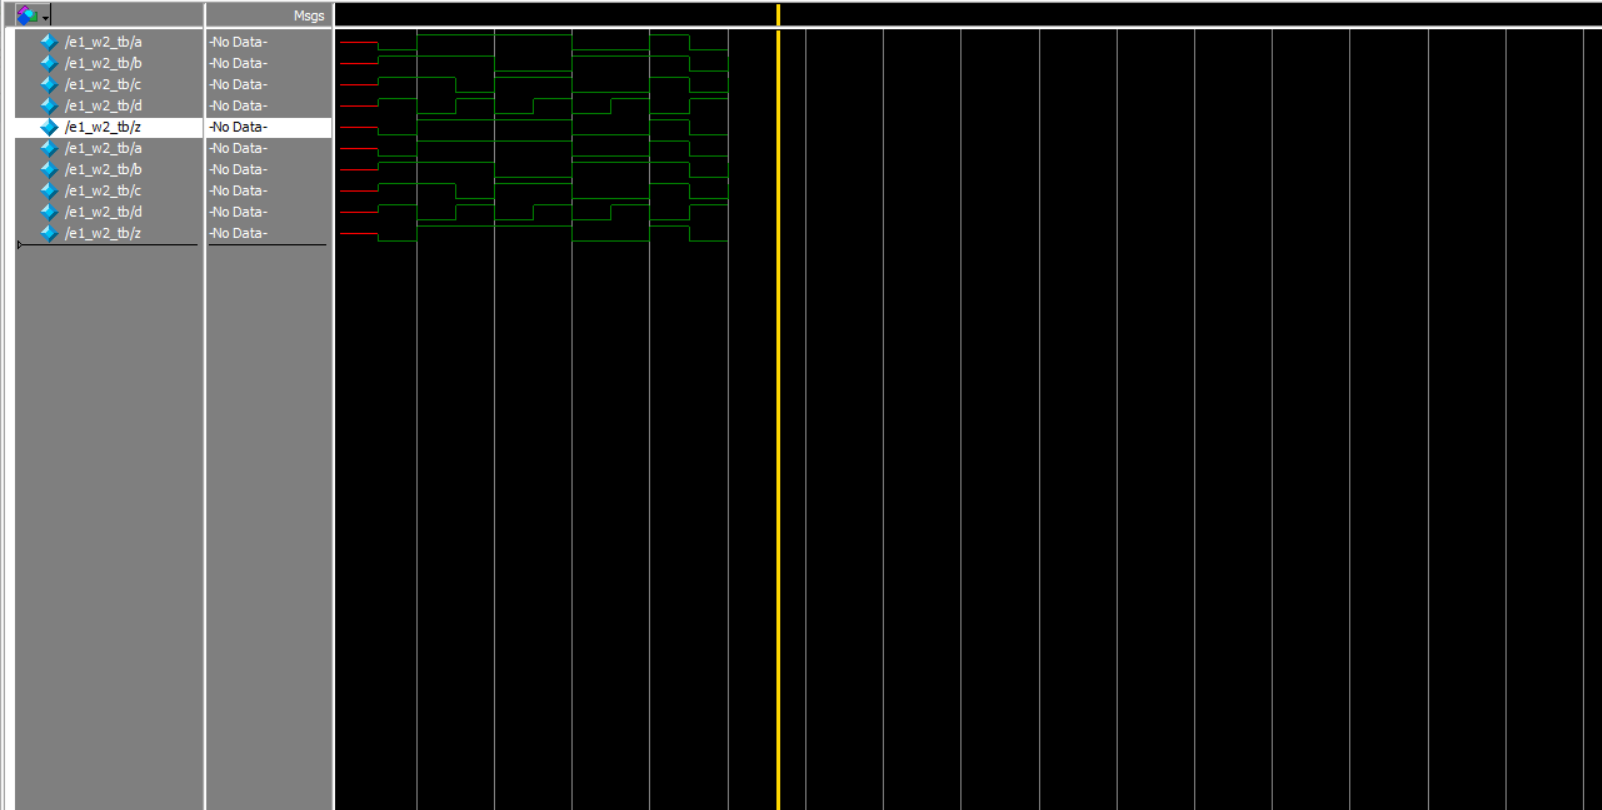 Msgs
/e1_w2_tb/a -No Data-
/e1_w2_tb/b -No Data-
/e1_w2_tb/c -No Data-
/e1_w2_tb/d -No Data-
/e1_w2_tb/z -No Data-
/e1_w2_tb/a -No Data-
/e1_w2_tb/b -No Data-
/e1_w2_tb/c -No Data-
/e1_w2_tb/d -No Data-
/e1_w2_tb/z -No Data-